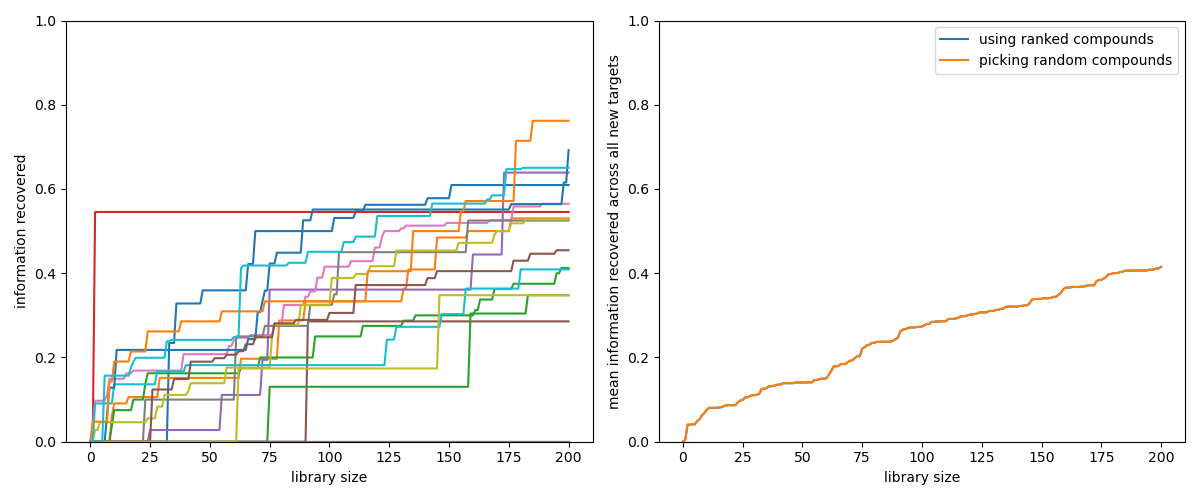 information recovered
1.0
0.8
0.6
0.4
0.2
0.0
0 25 50 75 100 125 150 175 200
library size
mean information recovered across all new targets
1.0
0.8
0.6
0.4
0.2
0.0
0 25 50 75 100 125 150 175 200
library size
using ranked compounds
picking random compounds